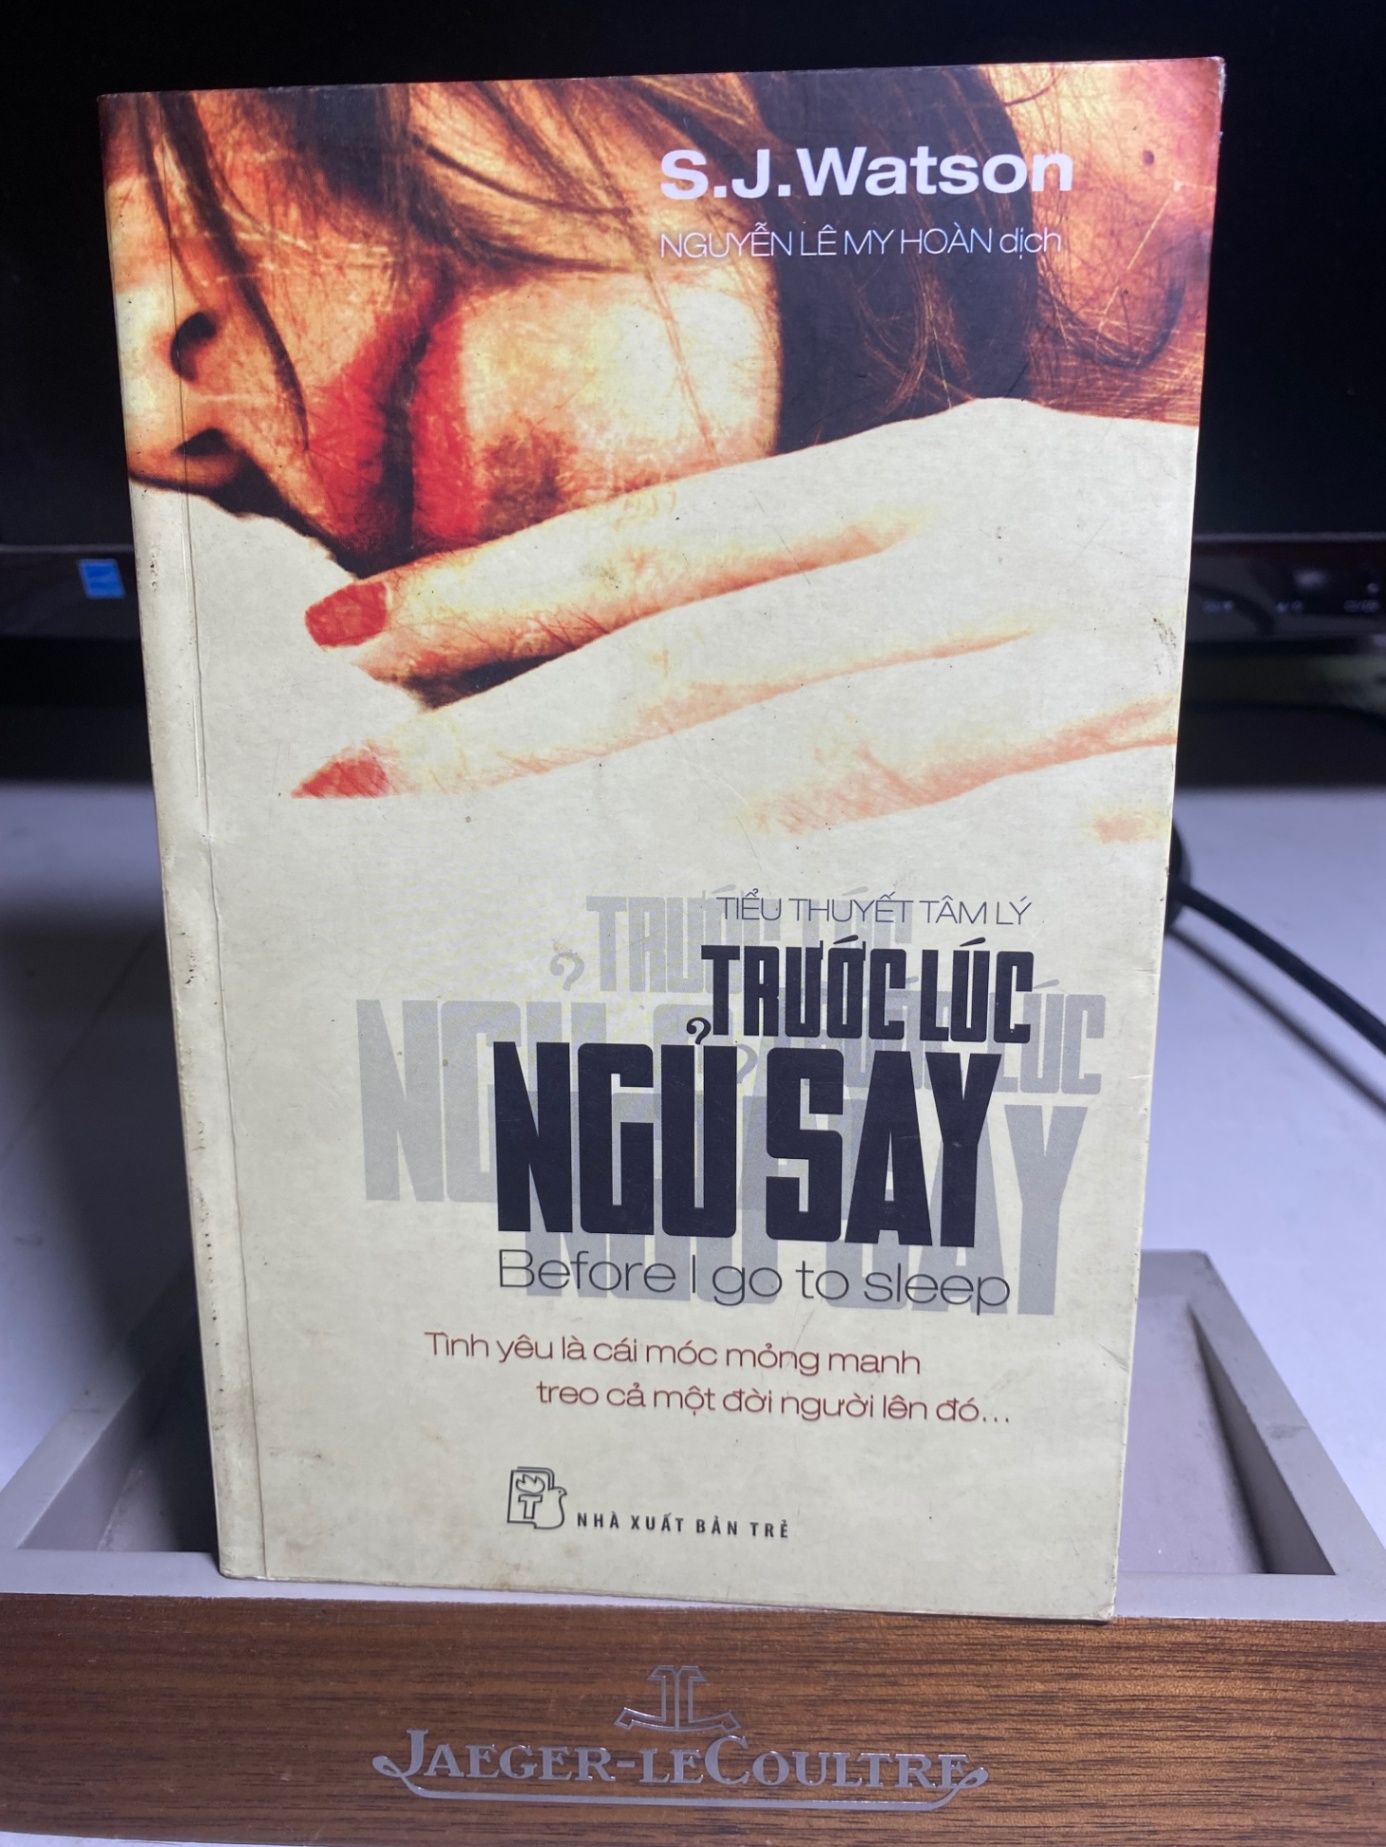 S.J.Watson
NGUYỄN LÊ MY HOÀN dịch
TIỂU THUYẾT TÂM LÝ
TRƯỚC LÚC
NGỦ SAY
Before I go to sleep
Tình yêu là cái móc mỏng manh
treo cả một đời người lên đó...
T
NHÀ XUẤT BẢN TRẺ
JAEGER-LECOULTRE